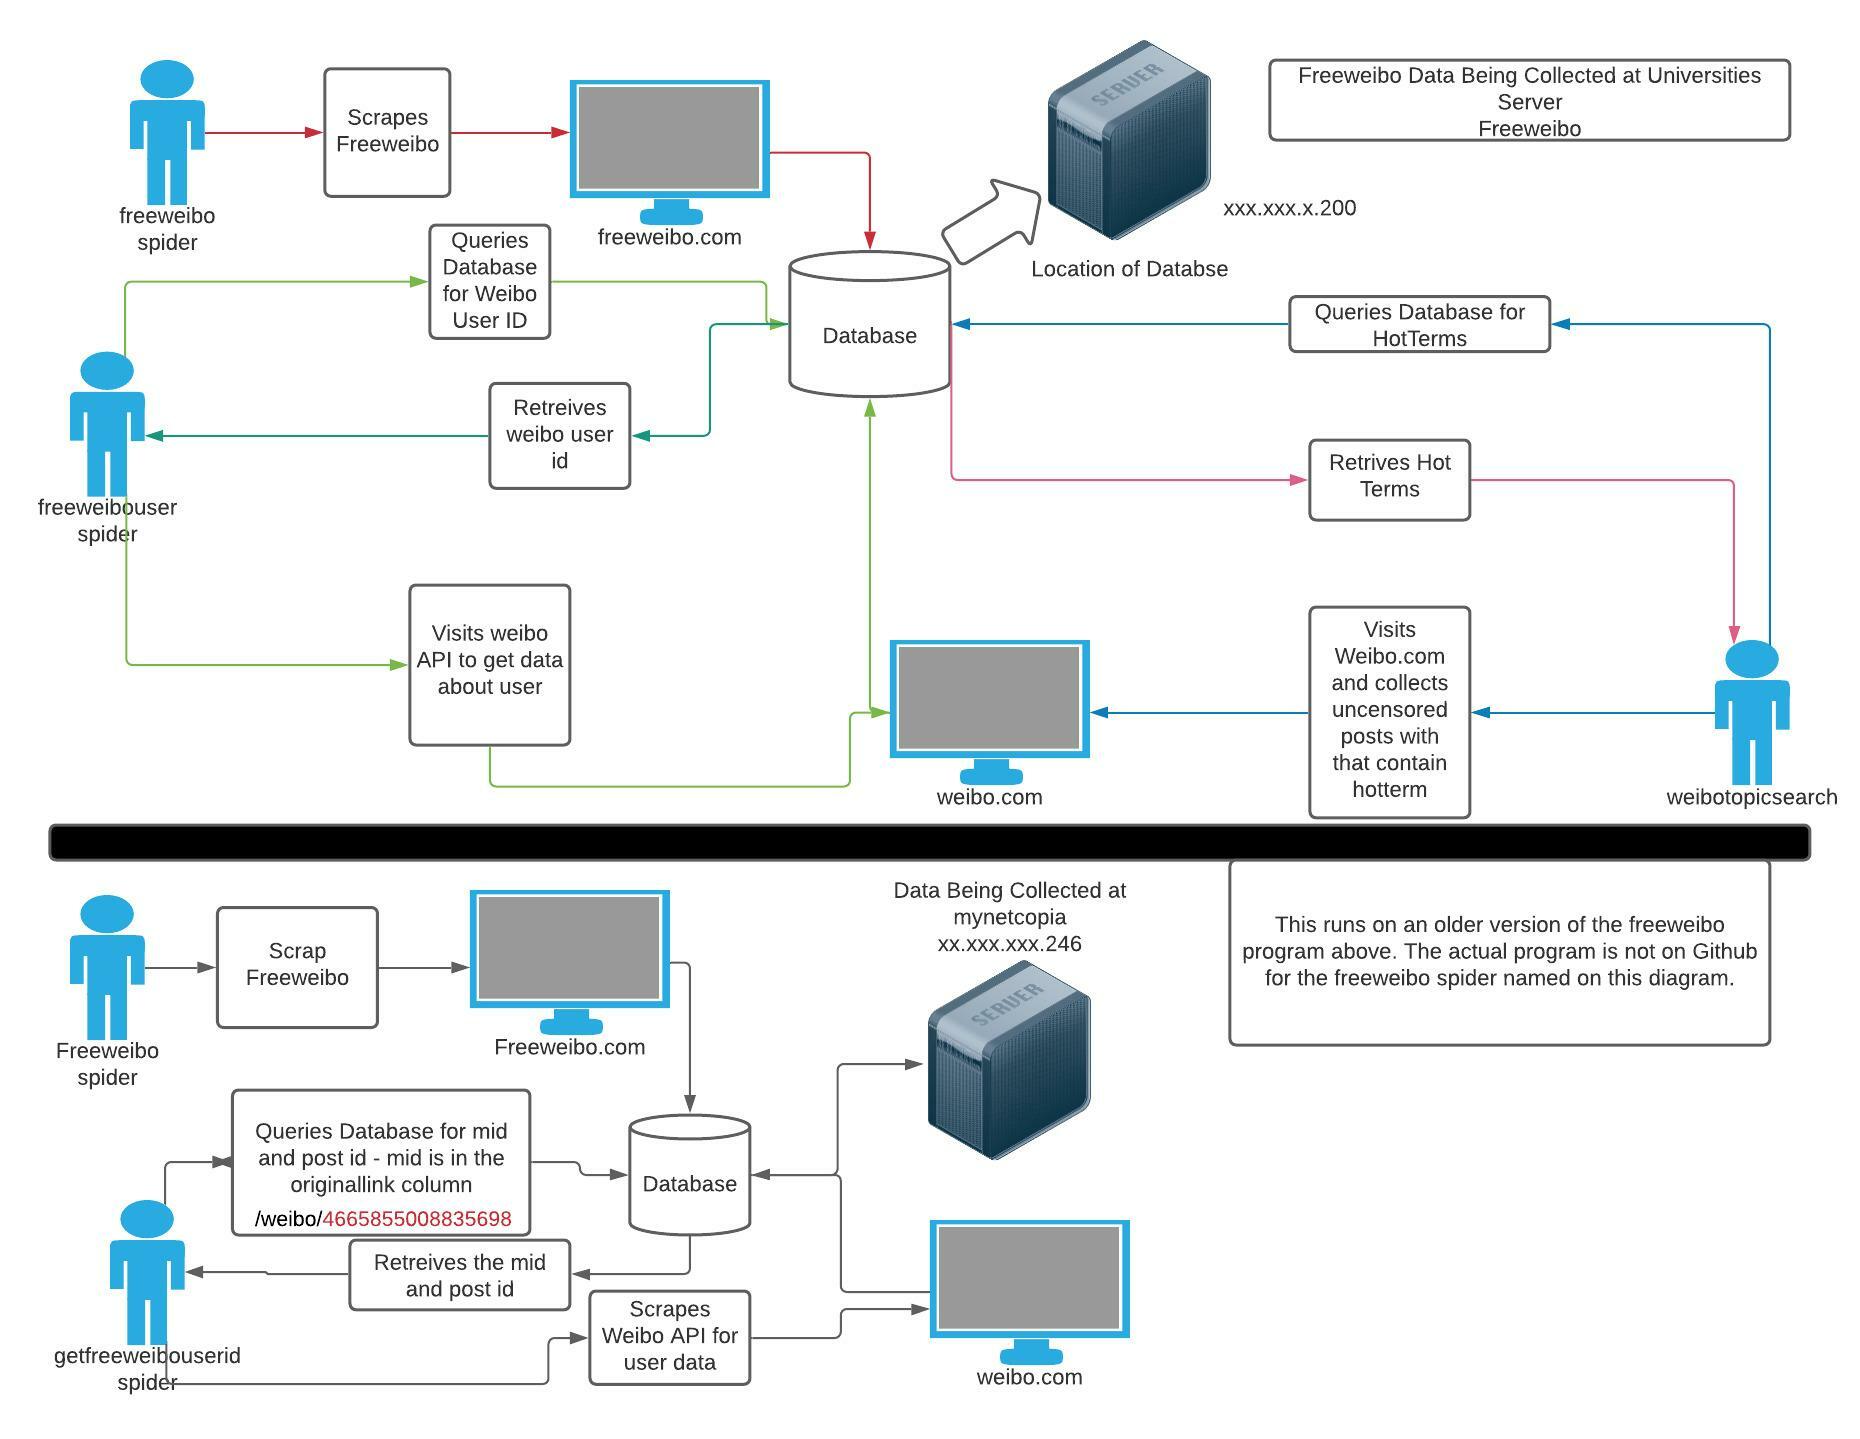 Scrapes
Freeweibo
SERUER
Freeweibo Data Being Collected at Universities
Server
Freeweibo
freeweibo
spider
freeweibo.com
xxx.xxx.x.200
Location of Databse
Queries
Database
for Weibo
User ID
Database
Queries Database for
HotTerms
Retreives
weibo user
id
freeweibouser
spider
Retrives Hot
Terms
Visits weibo
API to get data
about user
weibo.com
Visits
Weibo.com
and collects
uncensored
posts with
that contain
hotterm
weibotopicsearch
Scrap
Freeweibo
Freeweibo
spider
Freeweibo.com
Data Being Collected at
mynetcopia
xx.xxx.xxx.246
SERUER
This runs on an older version of the freeweibo
program above. The actual program is not on Github
for the freeweibo spider named on this diagram.
Queries Database for mid
and post id - mid is in the
originallink column
/weibo/4665855008835698
Database
Retreives the mid
and post id
getfreeweibouserid
spider
Scrapes
Weibo API for
user data
weibo.com